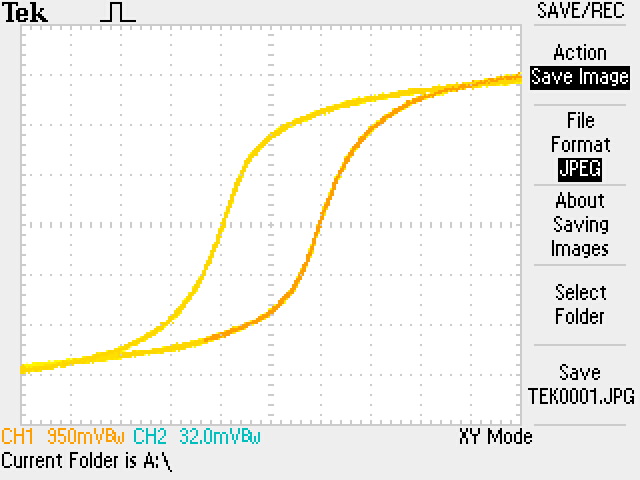 Tek
SAVE/REC
Action
Save Image
File
Format
JPEG
About
Saving
Images
Select
Folder
Save
TEK0001.JPG
CH1 950mVBw CH2 32.0mVBw XY Mode
Current Folder is A:\